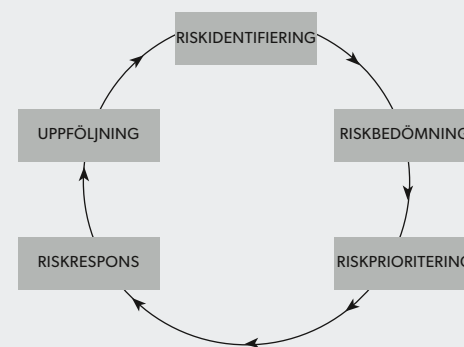 RISKIDENTIFIERING
RISKBEDÖMNING
RISKPRIORITERING
RISKRESPONS
UPPFÖLJNING